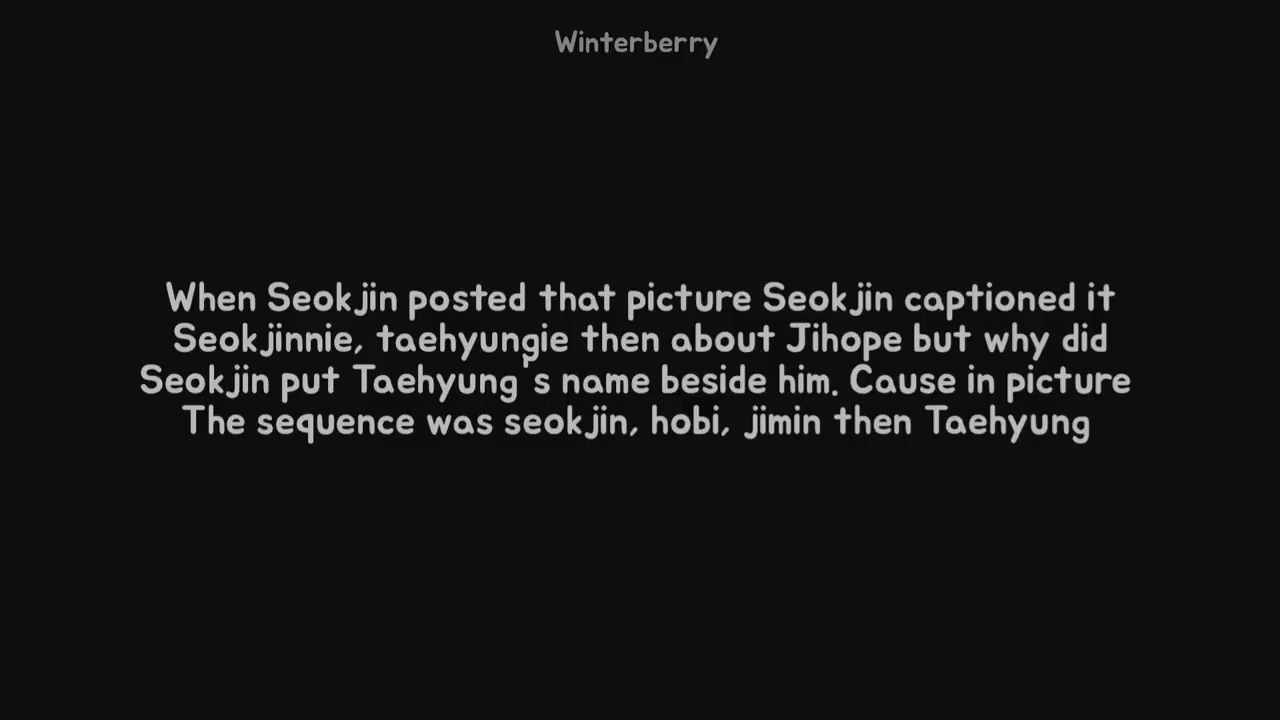 Winterberry
When Seokjin posted that picture Seokjin captioned it
Seokjinnie, taehyungie then about Jihope but why did
Seokjin put Taehyung's name beside him. Cause in picture
The sequence was seokjin, hobi, jimin then Taehyung